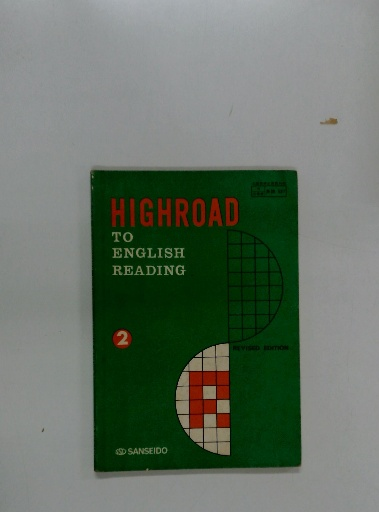 HIGHROAD
TO
ENGLISH
READING
2
REVISED EDITION
R
SANSEIDO